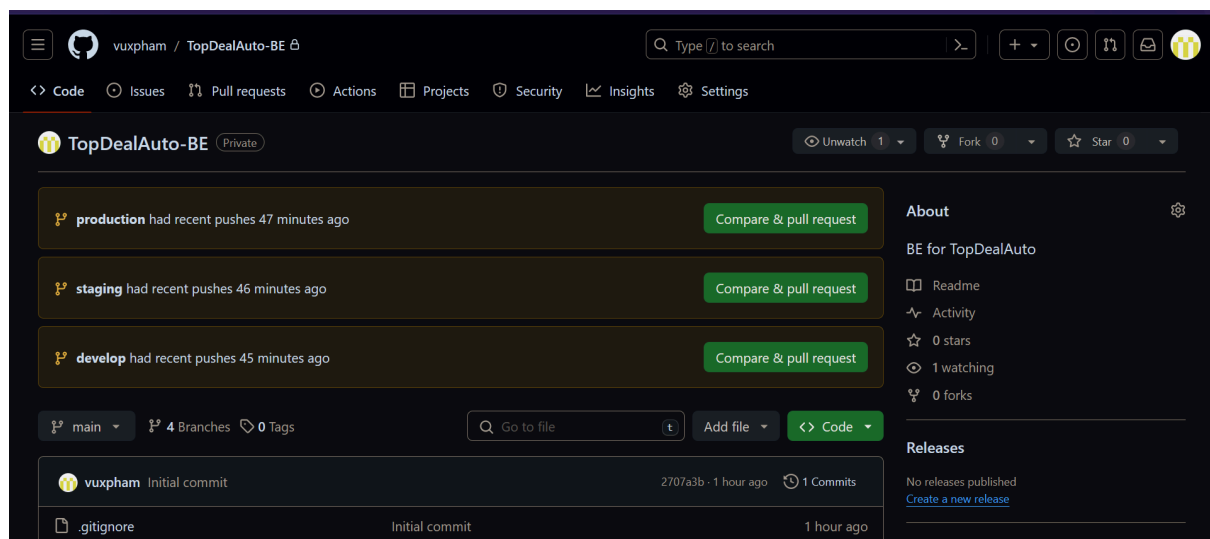 vuxpham / TopDealAuto-BE
Type / to search
Code Issues Pull requests Actions Projects Security Insights Settings
TopDealAuto-BE Private
Unwatch 1 Fork 0 Star 0
production had recent pushes 47 minutes ago Compare & pull request
staging had recent pushes 46 minutes ago Compare & pull request
develop had recent pushes 45 minutes ago Compare & pull request
main 4 Branches 0 Tags Go to file t Add file <> Code
vuxpham Initial commit 2707a3b · 1 hour ago 1 Commits
.gitignore Initial commit 1 hour ago
About
BE for TopDealAuto
Readme
Activity
0 stars
1 watching
0 forks
Releases
No releases published
Create a new release